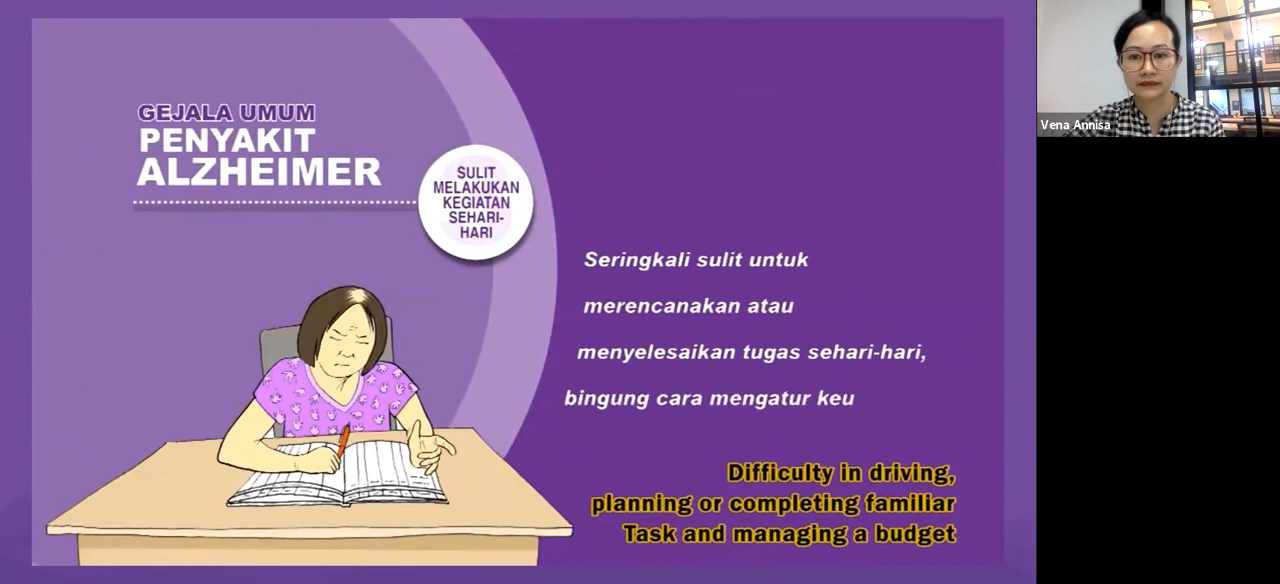 GEJALA UMUM
PENYAKIT
ALZHEIMER
SULIT
MELAKUKAN
KEGIATAN
SEHARI-
HARI
Seringkali sulit untuk
merencanakan atau
menyelesaikan tugas sehari-hari,
bingung cara mengatur keu
Difficulty in driving,
planning or completing familiar
Task and managing a budget
Vena Annisa